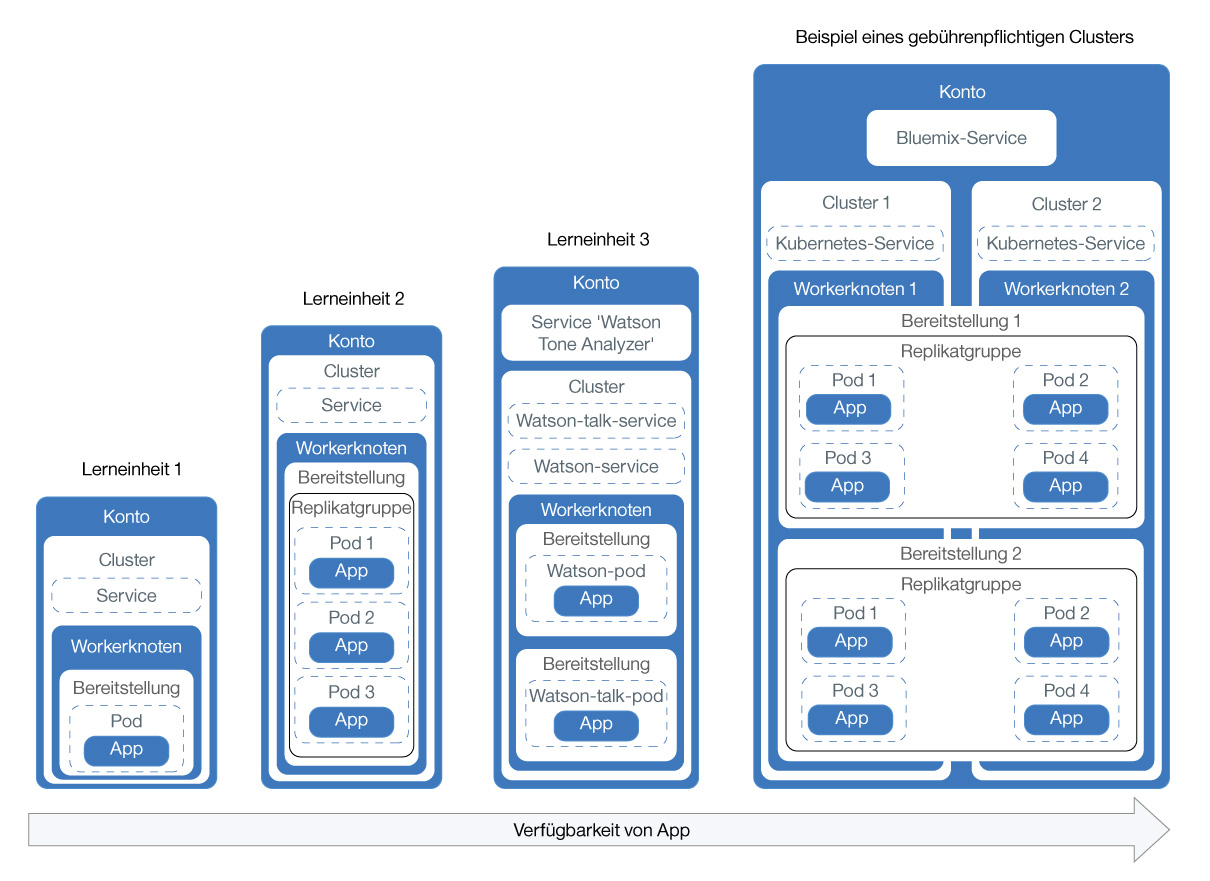 Lerneinheit 1
Konto
Cluster
Service
Workerknoten
Bereitstellung
Pod
App
Lerneinheit 2
Konto
Cluster
Service
Workerknoten
Bereitstellung
Replikatgruppe
Pod 1
App
Pod 2
App
Pod 3
App
Lerneinheit 3
Konto
Service 'Watson
Tone Analyzer'
Cluster
Watson-talk-service
Watson-service
Workerknoten
Bereitstellung
Watson-pod
App
Bereitstellung
Watson-talk-pod
App
Beispiel eines gebührenpflichtigen Clusters
Konto
Bluemix-Service
Cluster 1
Cluster 2
Kubernetes-Service
Kubernetes-Service
Workerknoten 1
Workerknoten 2
Bereitstellung 1
Replikatgruppe
Pod 1
App
Pod 2
App
Pod 3
App
Pod 4
App
Bereitstellung 2
Replikatgruppe
Pod 1
App
Pod 2
App
Pod 3
App
Pod 4
App
Verfügbarkeit von App